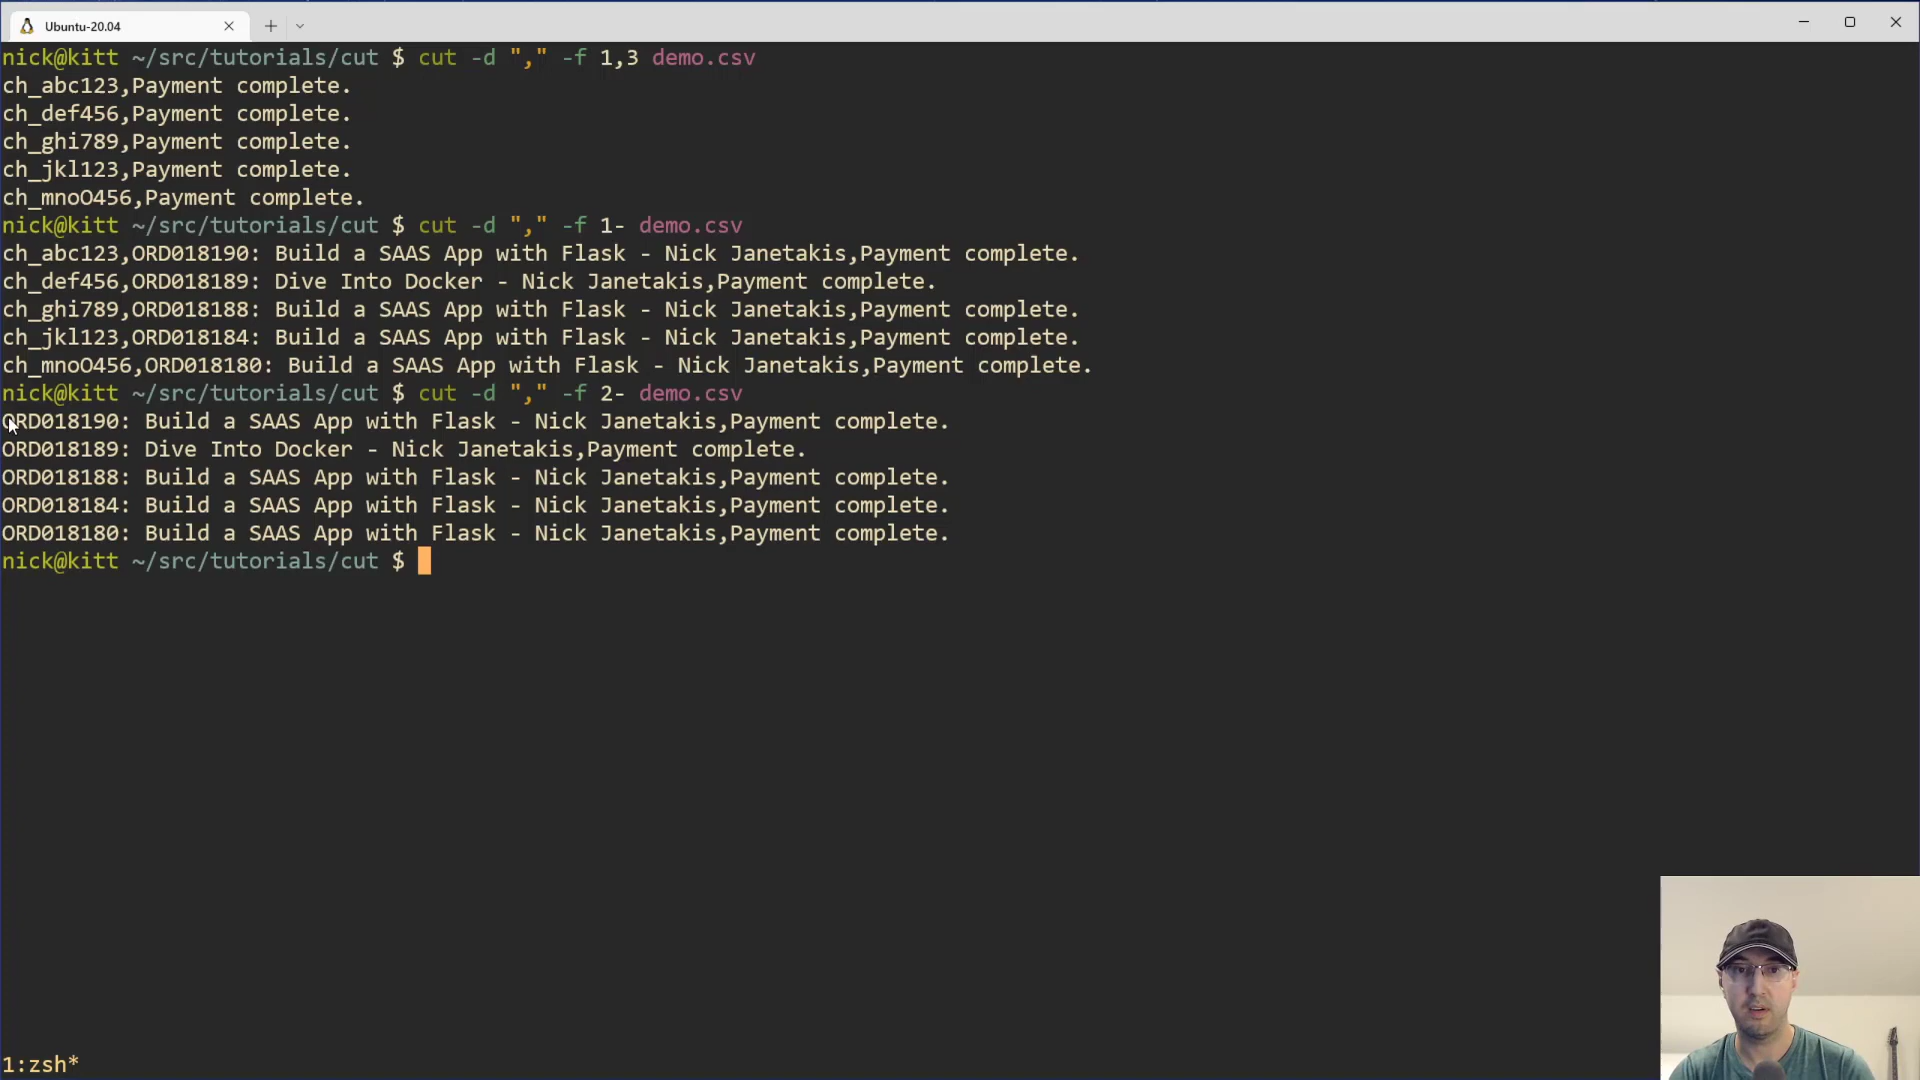 Ubuntu-20.04
nick@kitt ~/src/tutorials/cut $ cut -d "," -f 1,3 demo.csv
ch_abc123,Payment complete.
ch_def456,Payment complete.
ch_ghi789,Payment complete.
ch_jkl123,Payment complete.
ch_mnoO456,Payment complete.
nick@kitt ~/src/tutorials/cut $ cut -d "," -f 1- demo.csv
ch_abc123,ORD018190: Build a SAAS App with Flask - Nick Janetakis,Payment complete.
ch_def456,ORD018189: Dive Into Docker - Nick Janetakis,Payment complete.
ch_ghi789,ORD018188: Build a SAAS App with Flask - Nick Janetakis,Payment complete.
ch_jkl123,ORD018184: Build a SAAS App with Flask - Nick Janetakis,Payment complete.
ch_mnoO456,ORD018180: Build a SAAS App with Flask - Nick Janetakis,Payment complete.
nick@kitt ~/src/tutorials/cut $ cut -d "," -f 2- demo.csv
ORD018190: Build a SAAS App with Flask - Nick Janetakis,Payment complete.
ORD018189: Dive Into Docker - Nick Janetakis,Payment complete.
ORD018188: Build a SAAS App with Flask - Nick Janetakis,Payment complete.
ORD018184: Build a SAAS App with Flask - Nick Janetakis,Payment complete.
ORD018180: Build a SAAS App with Flask - Nick Janetakis,Payment complete.
nick@kitt ~/src/tutorials/cut $
1:zsh*